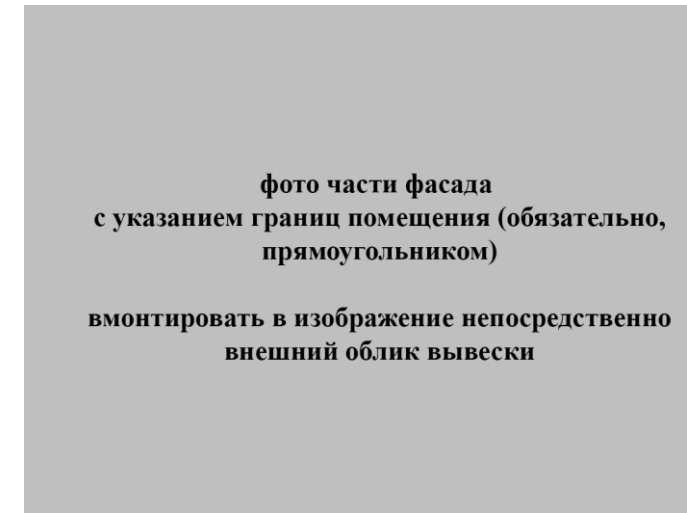 фото части фасада
с указанием границ помещения (обязательно,
прямоугольником)
вмонтировать в изображение непосредственно
внешний облик вывески